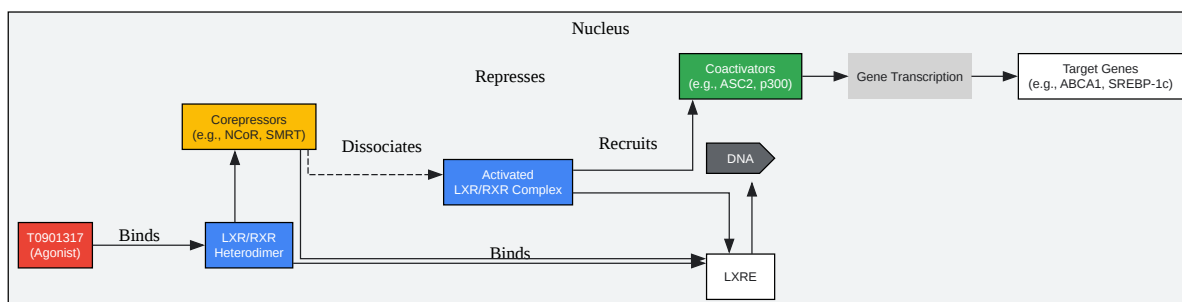 Nucleus
Represses
Coactivators
(e.g., ASC2, p300)
Gene Transcription
Target Genes
(e.g., ABCA1, SREBP-1c)
Corepressors
(e.g., NCoR, SMRT)
Dissociates
Recruits
DNA
Activated
LXR/RXR Complex
T0901317
(Agonist)
Binds
LXR/RXR
Heterodimer
Binds
LXRE